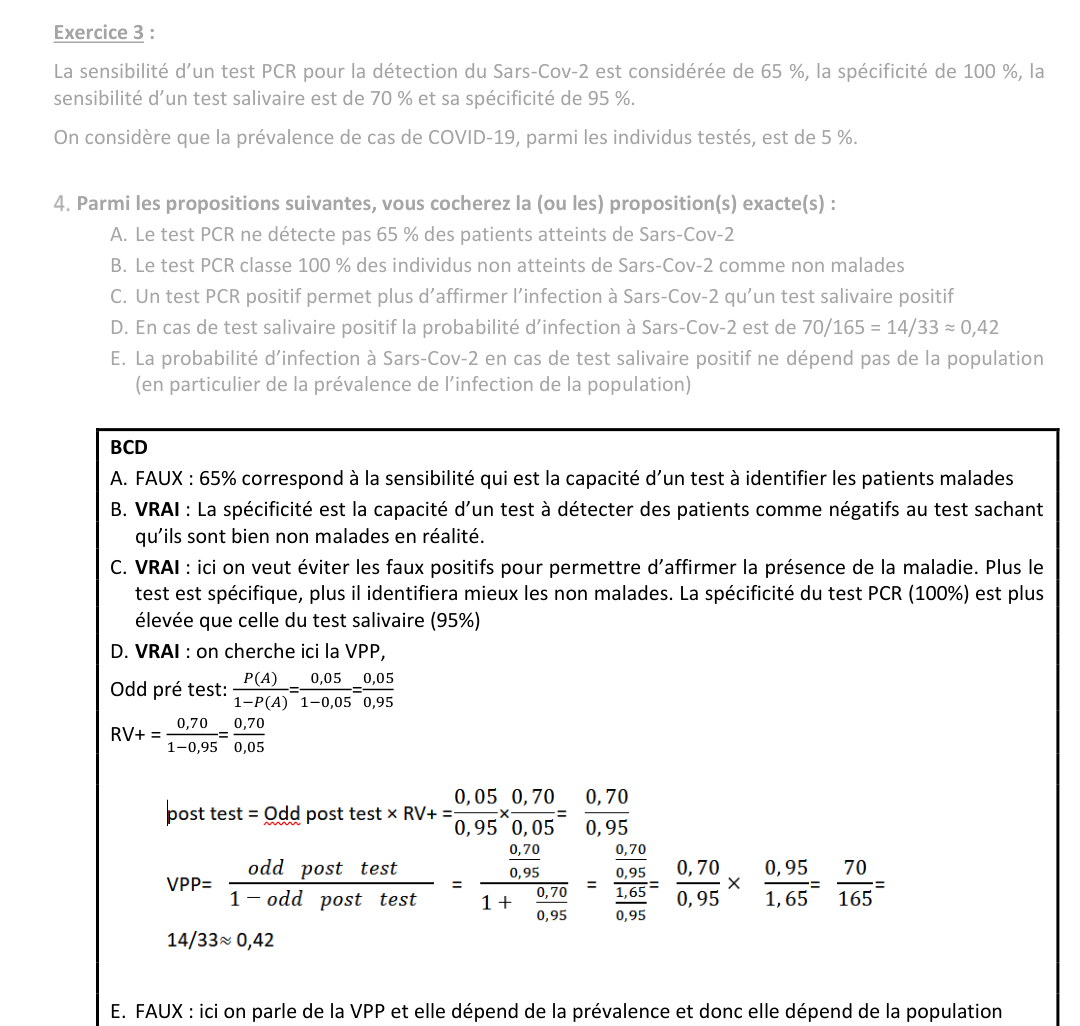 Exercice 3 :
La sensibilité d’un test PCR pour la détection du Sars-Cov-2 est considérée de 65 %, la spécificité de 100 %, la
sensibilité d’un test salivaire est de 70 % et sa spécificité de 95 %.
On considère que la prévalence de cas de COVID-19, parmi les individus testés, est de 5 %.
4. Parmi les propositions suivantes, vous cocherez la (ou les) proposition(s) exacte(s) :
A. Le test PCR ne détecte pas 65 % des patients atteints de Sars-Cov-2
B. Le test PCR classe 100 % des individus non atteints de Sars-Cov-2 comme non malades
C. Un test PCR positif permet plus d’affirmer l’infection à Sars-Cov-2 qu’un test salivaire positif
D. En cas de test salivaire positif la probabilité d’infection à Sars-Cov-2 est de 70/165 = 14/33 ≈ 0,42
E. La probabilité d’infection à Sars-Cov-2 en cas de test salivaire positif ne dépend pas de la population
(en particulier de la prévalence de l’infection de la population)
BCD
A. FAUX : 65% correspond à la sensibilité qui est la capacité d’un test à identifier les patients malades
B. VRAI : La spécificité est la capacité d’un test à détecter des patients comme négatifs au test sachant
qu’ils sont bien non malades en réalité.
C. VRAI : ici on veut éviter les faux positifs pour permettre d’affirmer la présence de la maladie. Plus le
test est spécifique, plus il identifiera mieux les non malades. La spécificité du test PCR (100%) est plus
élevée que celle du test salivaire (95%)
D. VRAI : on cherche ici la VPP,
Odd pré test: P(A)/1−P(A) = 0,05/1−0,05 = 0,05/0,95
RV+ = 0,70/1−0,95 = 0,70/0,05
post test = Odd post test × RV+ = 0,05/0,95 × 0,70/0,05 = 0,70/0,95
VPP= odd post test/1 − odd post test = (0,70/0,95)/(1 + 0,70/0,95) = (0,70/0,95)/(1,65/0,95) = 0,70/0,95 × 0,95/1,65 = 70/165 =
14/33≈ 0,42
E. FAUX : ici on parle de la VPP et elle dépend de la prévalence et donc elle dépend de la population